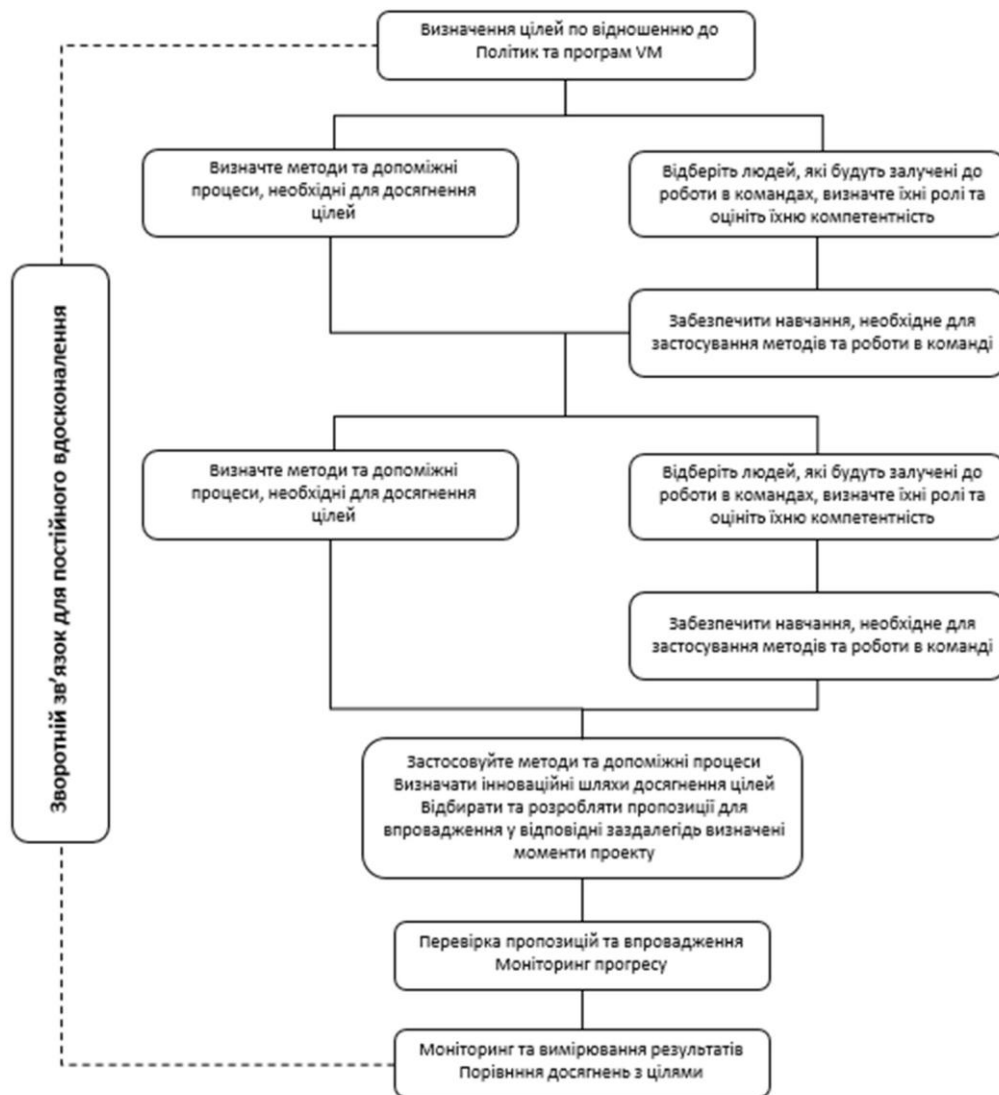 Визначення цілей по відношенню до
Політик та програм VM
Визначте методи та допоміжні
процеси, необхідні для досягнення
цілей
Відберіть людей, які будуть залучені до
роботи в командах, визначте їхні ролі та
оцініть їхню компетентність
Забезпечити навчання, необхідне для
застосування методів та роботи в команді
Зворотній зв’язок для постійного вдосконалення
Визначте методи та допоміжні
процеси, необхідні для досягнення
цілей
Відберіть людей, які будуть залучені до
роботи в командах, визначте їхні ролі та
оцініть їхню компетентність
Забезпечити навчання, необхідне для
застосування методів та роботи в команді
Застосовуйте методи та допоміжні процеси
Визначати інноваційні шляхи досягнення цілей
Відбирати та розробляти пропозиції для
впровадження у відповідні заздалегідь визначені
моменти проекту
Перевірка пропозицій та впровадження
Моніторинг прогресу
Моніторинг та вимірювання результатів
Порівнння досягнень з цілями